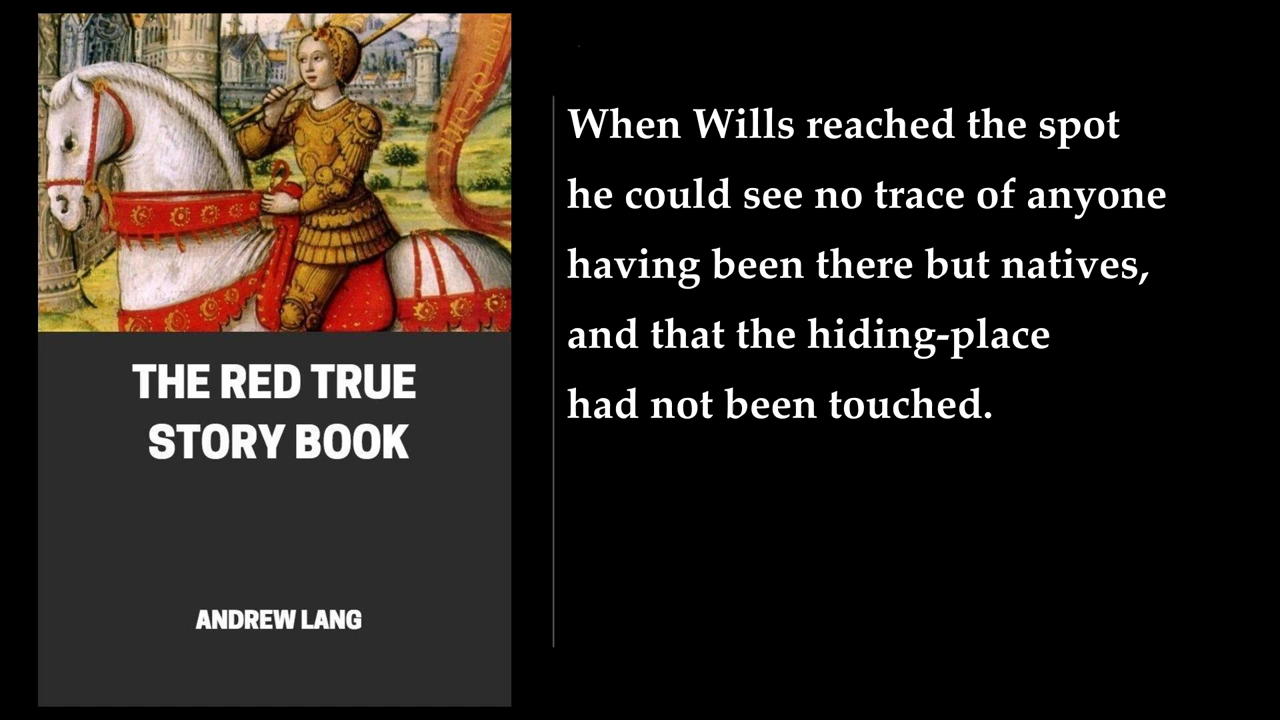 THE RED TRUE
STORY BOOK
ANDREW LANG
When Wills reached the spot
he could see no trace of anyone
having been there but natives,
and that the hiding-place
had not been touched.